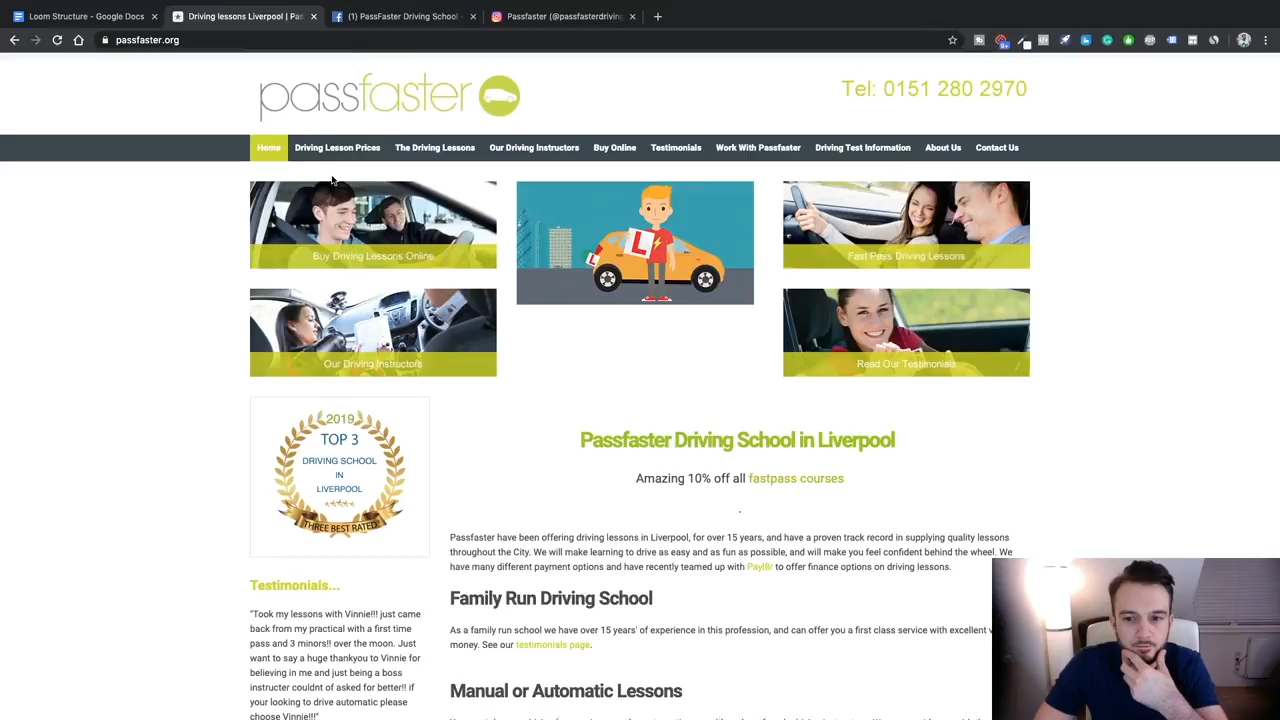 Loom Structure - Google Docs
Driving lessons Liverpool | Pas
(1) PassFaster Driving School -
Passfaster (@passfasterdriving
passfaster.org
passfaster
Tel: 0151 280 2970
Home
Driving Lesson Prices
The Driving Lessons
Our Driving Instructors
Buy Online
Testimonials
Work With Passfaster
Driving Test Information
About Us
Contact Us
Buy Driving Lessons Online
L
L
Fast Pass Driving Lessons
Our Driving Instructors
Read Our Testimonials
2019
TOP 3
DRIVING SCHOOL
IN
LIVERPOOL
THREE BEST RATED
Passfaster Driving School in Liverpool
Amazing 10% off all fastpass courses
.
Passfaster have been offering driving lessons in Liverpool, for over 15 years, and have a proven track record in supplying quality lessons
throughout the City. We will make learning to drive as easy and as fun as possible, and will make you feel confident behind the wheel. We
have many different payment options and have recently teamed up with Payl8r to offer finance options on driving lessons.
Family Run Driving School
As a family run school we have over 15 years' of experience in this profession, and can offer you a first class service with excellent v
money. See our testimonials page.
Manual or Automatic Lessons
Testimonials...
"Took my lessons with Vinnie!!! just came
back from my practical with a first time
pass and 3 minors!! over the moon. Just
want to say a huge thankyou to Vinnie for
believing in me and just being a boss
instructer couldnt of asked for better!! if
your looking to drive automatic please
choose Vinnie!!!"